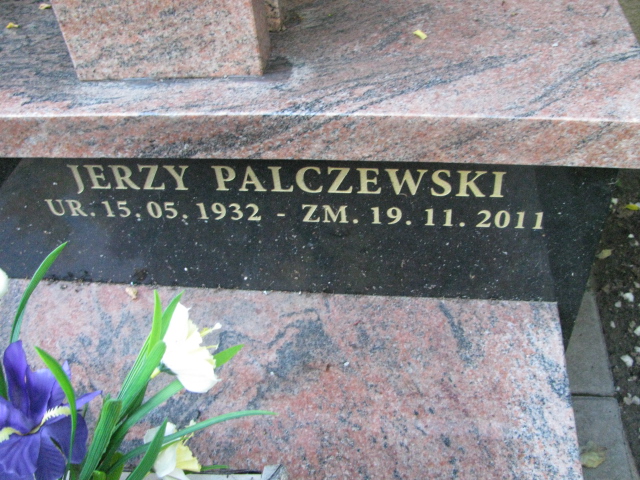 JERZY PALCZEWSKI
UR. 15. 05. 1932 - ZM. 19. 11. 2011